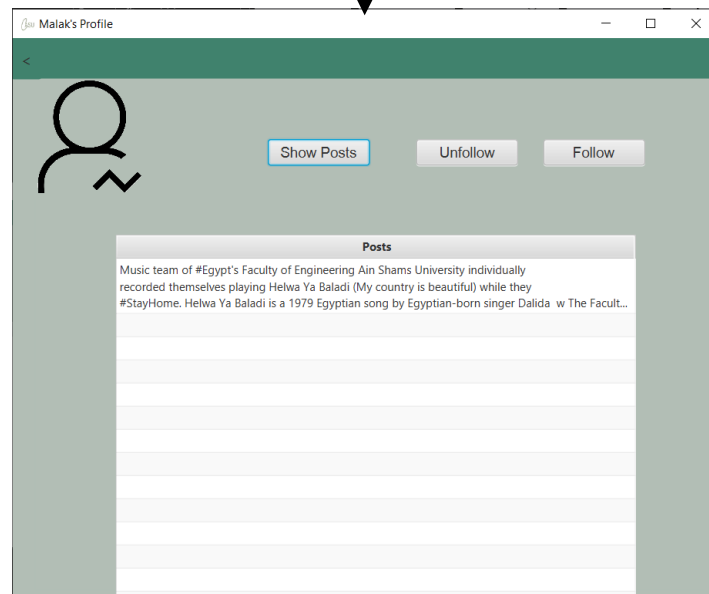 Malak's Profile
<
Show Posts Unfollow Follow
Posts
Music team of #Egypt's Faculty of Engineering Ain Shams University individually
recorded themselves playing Helwa Ya Baladi (My country is beautiful) while they
#StayHome. Helwa Ya Baladi is a 1979 Egyptian song by Egyptian-born singer Dalida  w The Facult...